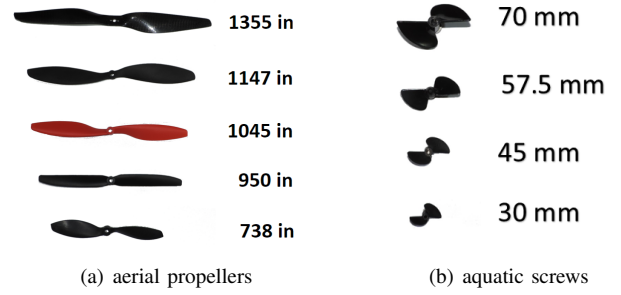 1355 in
1147 in
1045 in
950 in
738 in
(a) aerial propellers
70 mm
57.5 mm
45 mm
30 mm
(b) aquatic screws